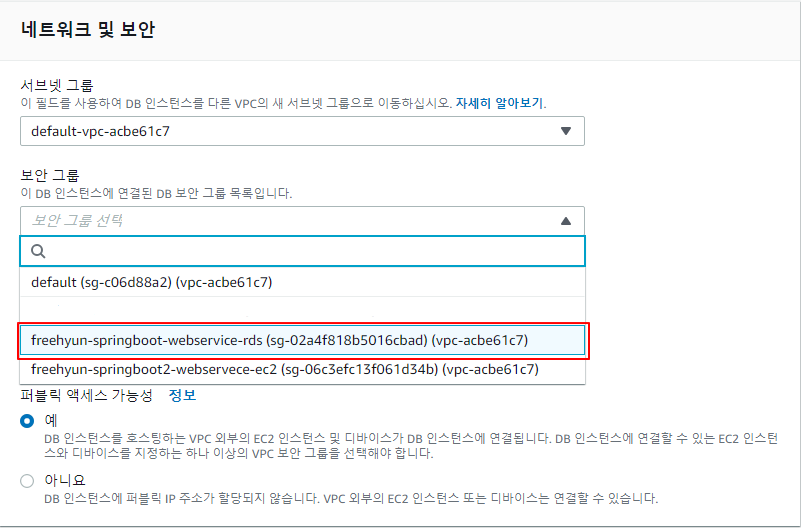 네트워크 및 보안
서브넷 그룹
이 필드를 사용하여 DB 인스턴스를 다른 VPC의 새 서브넷 그룹으로 이동하십시오. 자세히 알아보기.
default-vpc-acbe61c7
보안 그룹
이 DB 인스턴스에 연결된 DB 보안 그룹 목록입니다.
보안 그룹 선택
default (sg-c06d88a2) (vpc-acbe61c7)
freehyun-springboot-webservice-rds (sg-02a4f818b5016cbad) (vpc-acbe61c7)
freehyun-springboot2-webservece-ec2 (sg-06c3efc13f061d34b) (vpc-acbe61c7)
퍼블릭 액세스 가능성 정보
예
DB 인스턴스를 호스팅하는 VPC 외부의 EC2 인스턴스 및 디바이스가 DB 인스턴스에 연결됩니다. DB 인스턴스에 연결할 수 있는 EC2 인스턴
스와 디바이스를 지정하는 하나 이상의 VPC 보안 그룹을 선택해야 합니다.
아니요
DB 인스턴스에 퍼블릭 IP 주소가 할당되지 않습니다. VPC 외부의 EC2 인스턴스 또는 디바이스는 연결할 수 있습니다.